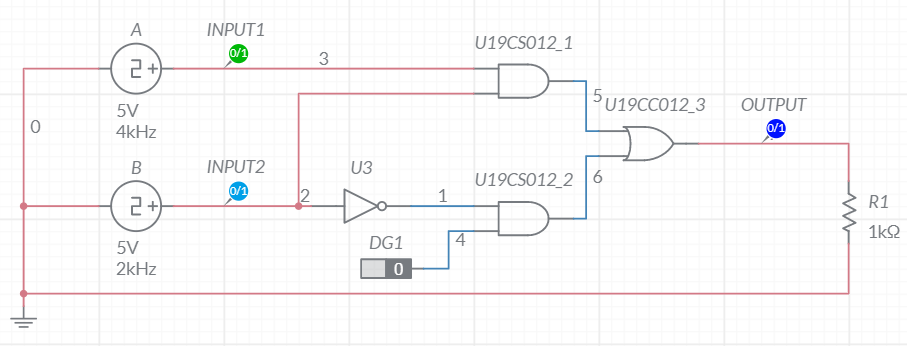 A
INPUT1
0/1
3
U19CS012_1
5V
4kHz
0
5
U19CC012_3
OUTPUT
0/1
B
INPUT2
0/1
2
U3
1
U19CS012_2
6
R1
1kΩ
5V
2kHz
DG1
4
0